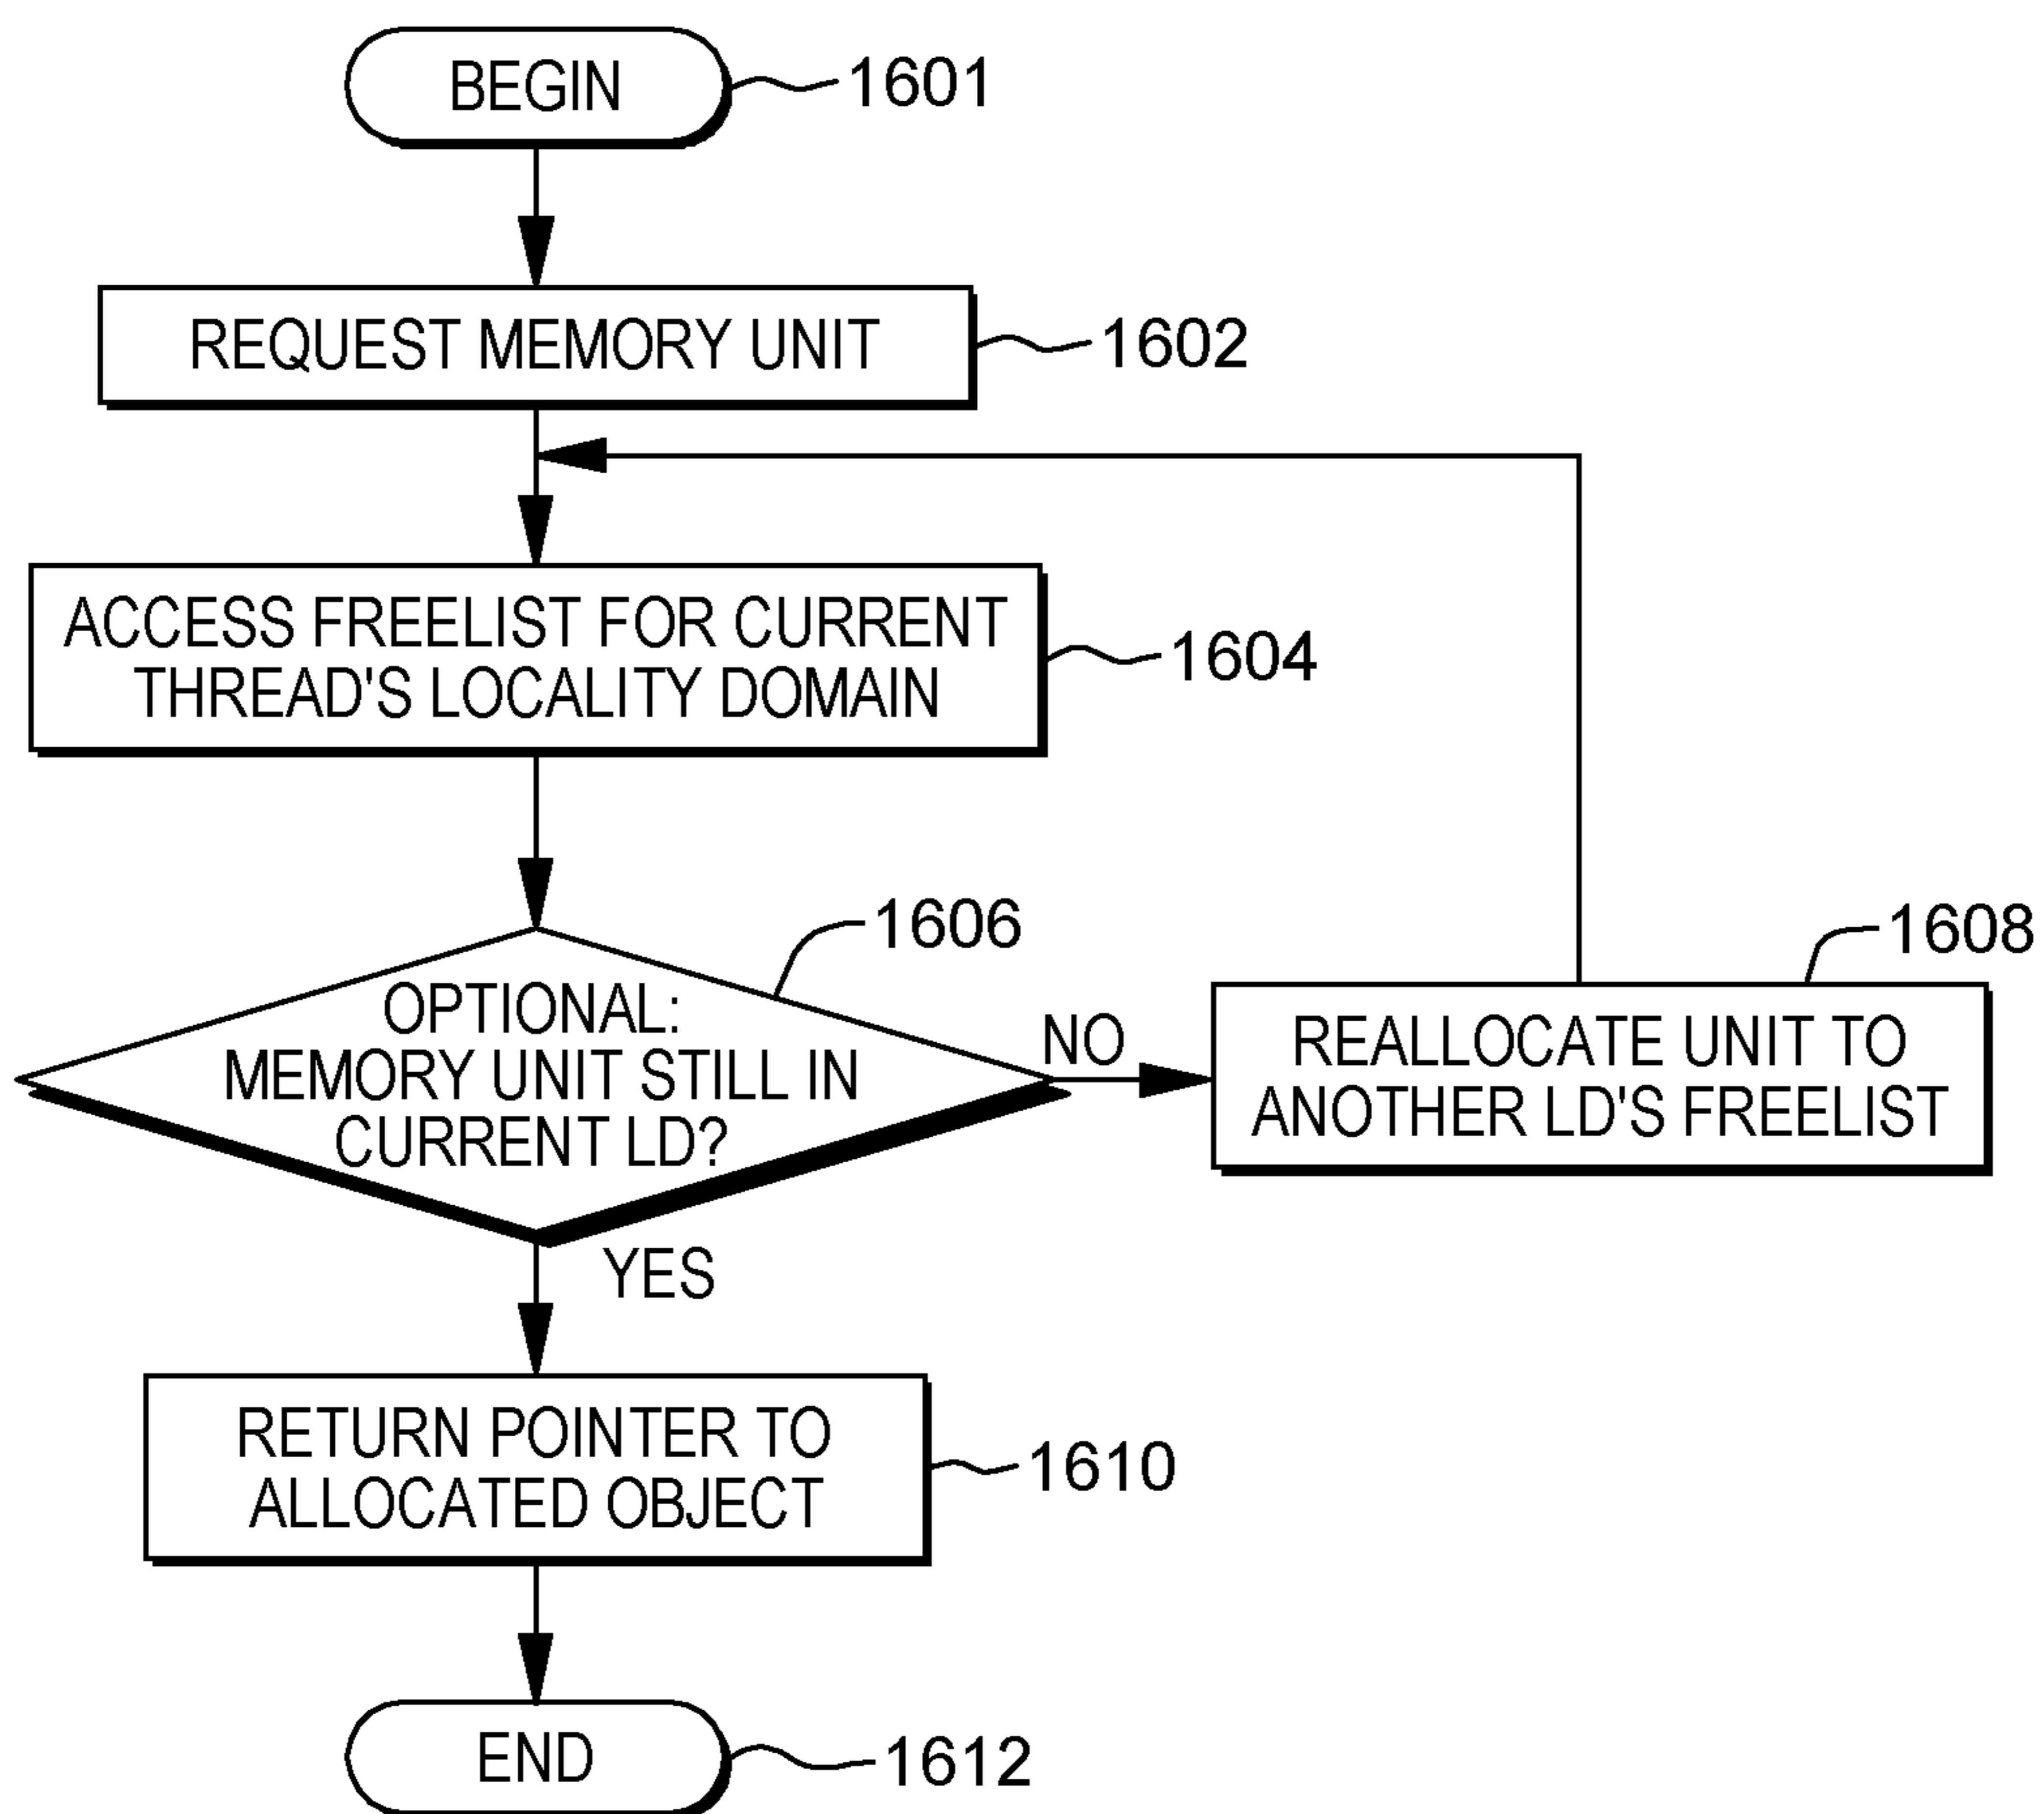 BEGIN
1601
REQUEST MEMORY UNIT
1602
ACCESS FREELIST FOR CURRENT
THREAD'S LOCALITY DOMAIN
1604
1606
OPTIONAL:
MEMORY UNIT STILL IN
CURRENT LD?
NO
1608
REALLOCATE UNIT TO
ANOTHER LD'S FREELIST
YES
RETURN POINTER TO
ALLOCATED OBJECT
1610
END
1612